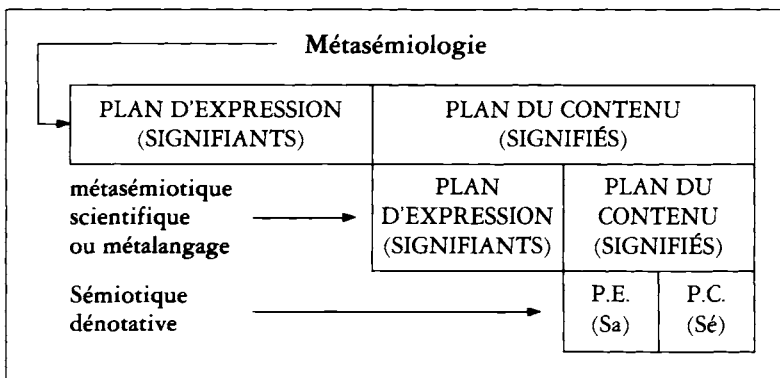 Métasémiologie
PLAN D'EXPRESSION
(SIGNIFIANTS)
PLAN DU CONTENU
(SIGNIFIÉS)
métasémiotique
scientifique
ou métalangage
PLAN
D'EXPRESSION
(SIGNIFIANTS)
PLAN DU
CONTENU
(SIGNIFIÉS)
Sémiotique
dénotative
P.E.
(Sa)
P.C.
(Sé)